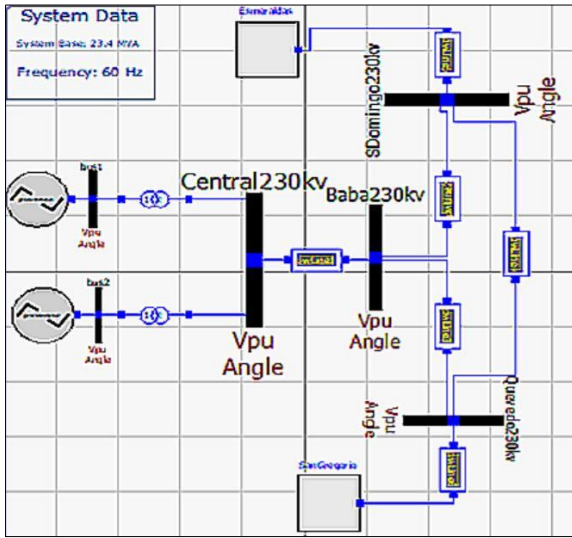 System Data
System Base: 23.4 MVA
Frequency: 60 Hz
Esmeraldas
SDomingo230kv
Vpu
Angle
bus1
Vpu
Angle
Central230kv
Vpu
Angle
Baba230kv
Vpu
Angle
bus2
Vpu
Angle
Quevedo230kv
Vpu
Angle
SanGregorio